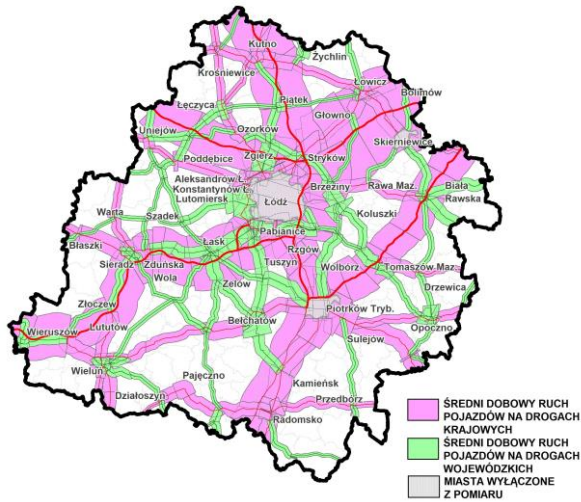 Kutno
Żychlin
Krośniewice
Łowicz
Bolimów
Łęczyca
Piątek
Głowno
Uniejów
Ozorków
Skierniewice
Zgierz
Stryków
Poddębice
Aleksandrów Ł.
Konstantynów Ł.
Lutomiersk
Łódź
Brzeziny
Rawa Maz.
Biała
Rawska
Warta
Szadek
Koluszki
Pabianice
Błaszki
Łask
Rzgów
Sieradz
Zduńska
Wola
Tuszyn
Wolbórz
Tomaszów Maz.
Zelów
Drzewica
Złoczew
Wieruszów
Lututów
Bełchatów
Piotrków Tryb.
Opoczno
Sulejów
Wieluń
Pajęczno
Kamieńsk
Działoszyn
Przedbórz
Radomsko
ŚREDNI DOBOWY RUCH
POJAZDÓW NA DROGACH
KRAJOWYCH
ŚREDNI DOBOWY RUCH
POJAZDÓW NA DROGACH
WOJEWÓDZKICH
MIASTA WYŁĄCZONE
Z POMIARU